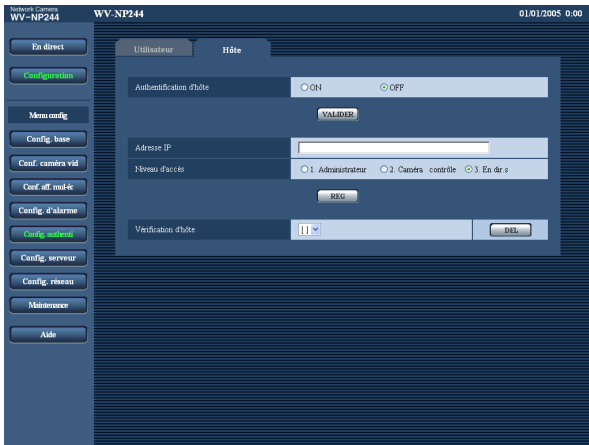 Network Camera
WV-NP244
WV-NP244 01/01/2005 0:00
En direct
Configuration
Menu config
Config. base
Conf. caméra vid
Conf. aff. mul-éc
Config. d'alarme
Config. authenti
Config. serveur
Config. réseau
Maintenance
Aide
Utilisateur Hôte
Authentification d'hôte ON OFF
VALIDER
Adresse IP
Niveau d'accès 1. Administrateur 2. Caméra contrôle 3. En dir.s
REG
Vérification d'hôte [ ] DEL